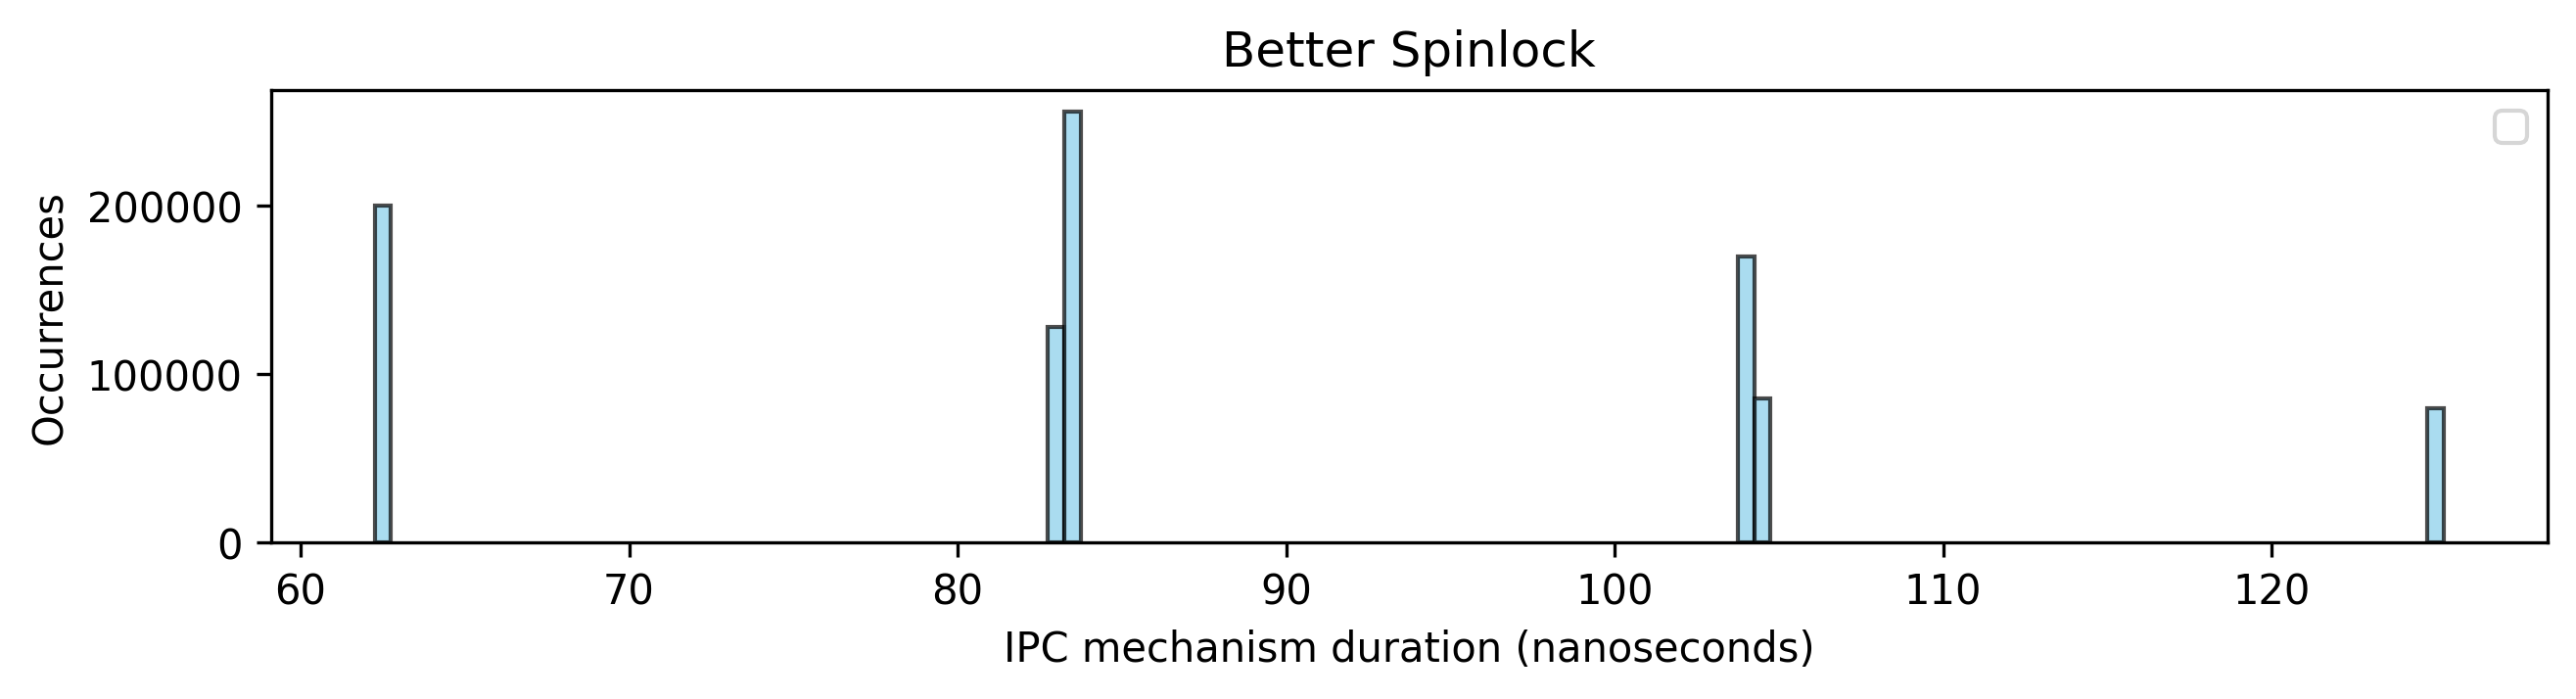 Better Spinlock
Occurrences
200000
100000
0
60 70 80 90 100 110 120
IPC mechanism duration (nanoseconds)